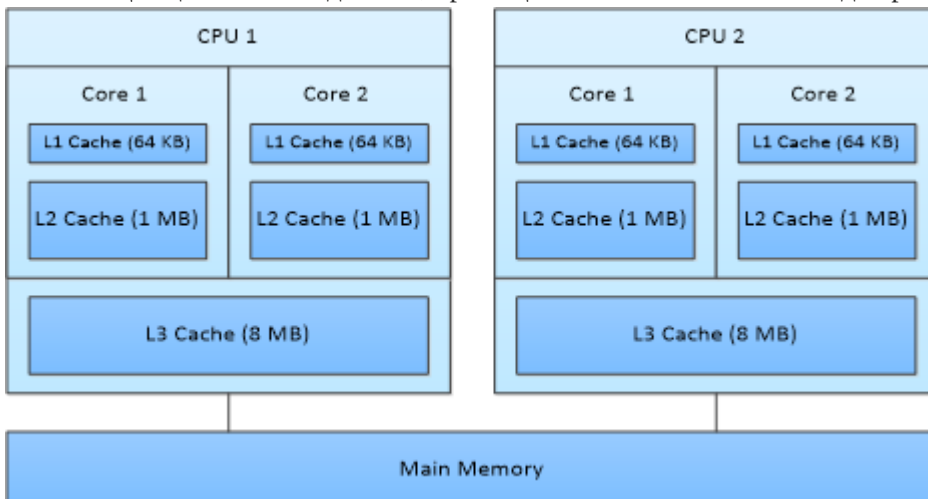 CPU 1
Core 1
Core 2
L1 Cache (64 KB)
L1 Cache (64 KB)
L2 Cache (1 MB)
L2 Cache (1 MB)
L3 Cache (8 MB)
CPU 2
Core 1
Core 2
L1 Cache (64 KB)
L1 Cache (64 KB)
L2 Cache (1 MB)
L2 Cache (1 MB)
L3 Cache (8 MB)
Main Memory